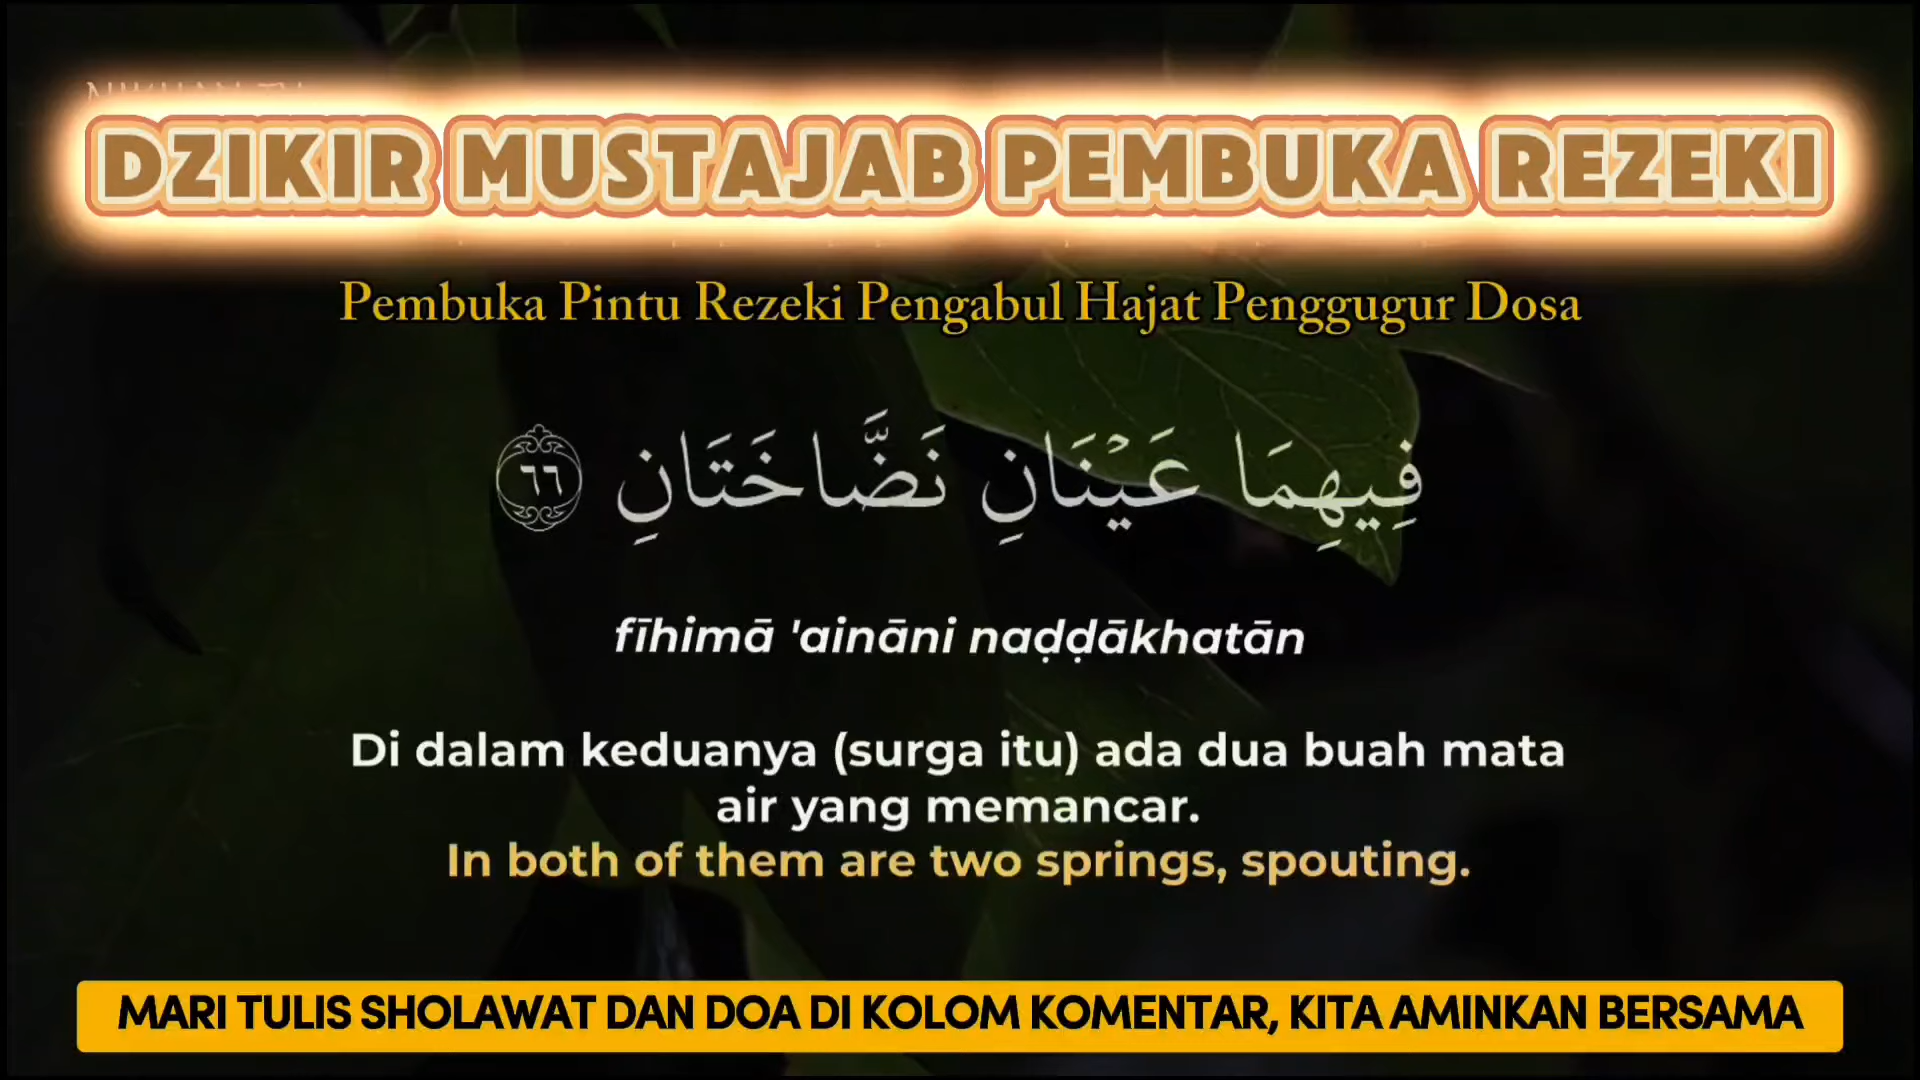 DZIKIR MUSTAJAB PEMBUKA REZEKI
Pembuka Pintu Rezeki Pengabul Hajat Penggugur Dosa
فِيهِمَا عَيْنَانِ نَضَّاخَتَانِ ٦٦
fīhimā 'aināni naḍḍākhatān
Di dalam keduanya (surga itu) ada dua buah mata
air yang memancar.
In both of them are two springs, spouting.
MARI TULIS SHOLAWAT DAN DOA DI KOLOM KOMENTAR, KITA AMINKAN BERSAMA